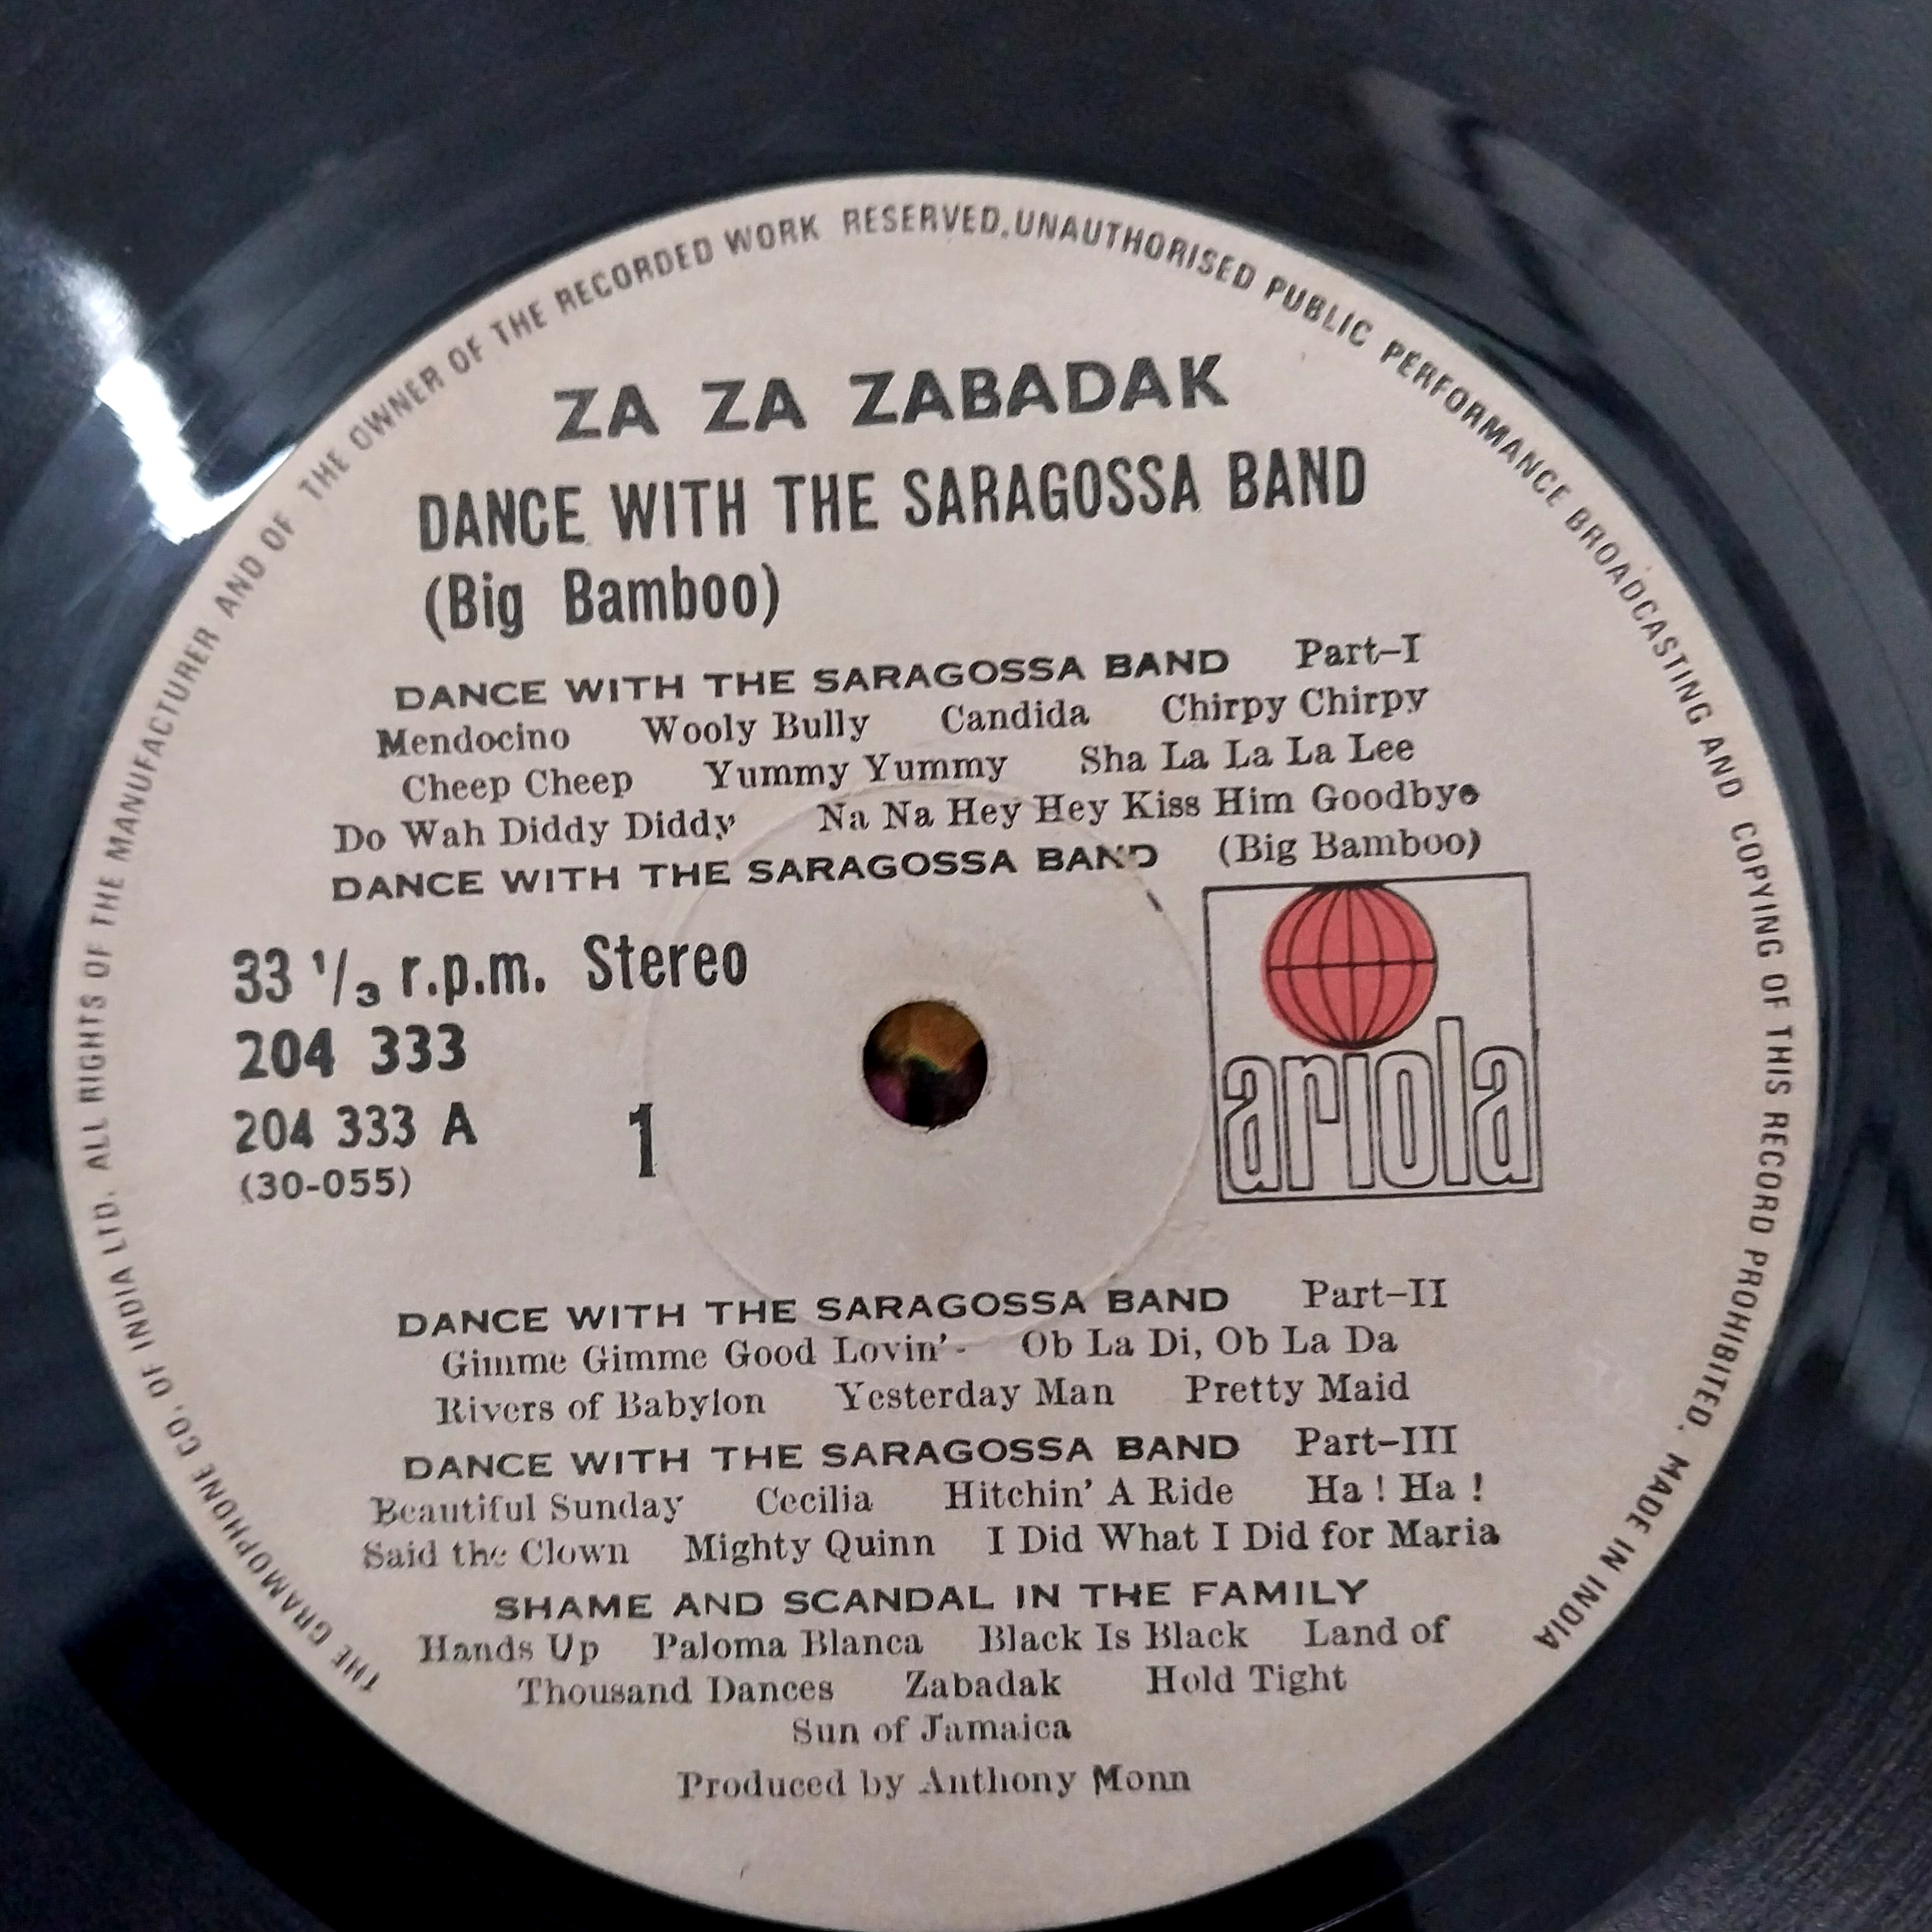 THE GRAMOPHONE CO. OF INDIA LTD. ALL RIGHTS OF THE MANUFACTURER AND OF THE OWNER OF THE RECORDED WORK RESERVED. UNAUTHORISED PUBLIC PERFORMANCE BROADCASTING AND COPYING OF THIS RECORD PROHIBITED. MADE IN INDIA
ZA ZA ZABADAK
DANCE WITH THE SARAGOSSA BAND
(Big Bamboo)
DANCE WITH THE SARAGOSSA BAND Part-I
Mendocino Wooly Bully Candida Chirpy Chirpy
Cheep Cheep Yummy Yummy Sha La La La Lee
Do Wah Diddy Diddy Na Na Hey Hey Kiss Him Goodbye
DANCE WITH THE SARAGOSSA BAND (Big Bamboo)
33 1/3 r.p.m. Stereo
204 333
204 333 A 1
(30-055)
ariola
DANCE WITH THE SARAGOSSA BAND Part-II
Gimme Gimme Good Lovin' - Ob La Di, Ob La Da
Rivers of Babylon Yesterday Man Pretty Maid
DANCE WITH THE SARAGOSSA BAND Part-III
Beautiful Sunday Cecilia Hitchin' A Ride Ha ! Ha !
Said the Clown Mighty Quinn I Did What I Did for Maria
SHAME AND SCANDAL IN THE FAMILY
Hands Up Paloma Blanca Black Is Black Land of
Thousand Dances Zabadak Hold Tight
Sun of Jamaica
Produced by Anthony Monn